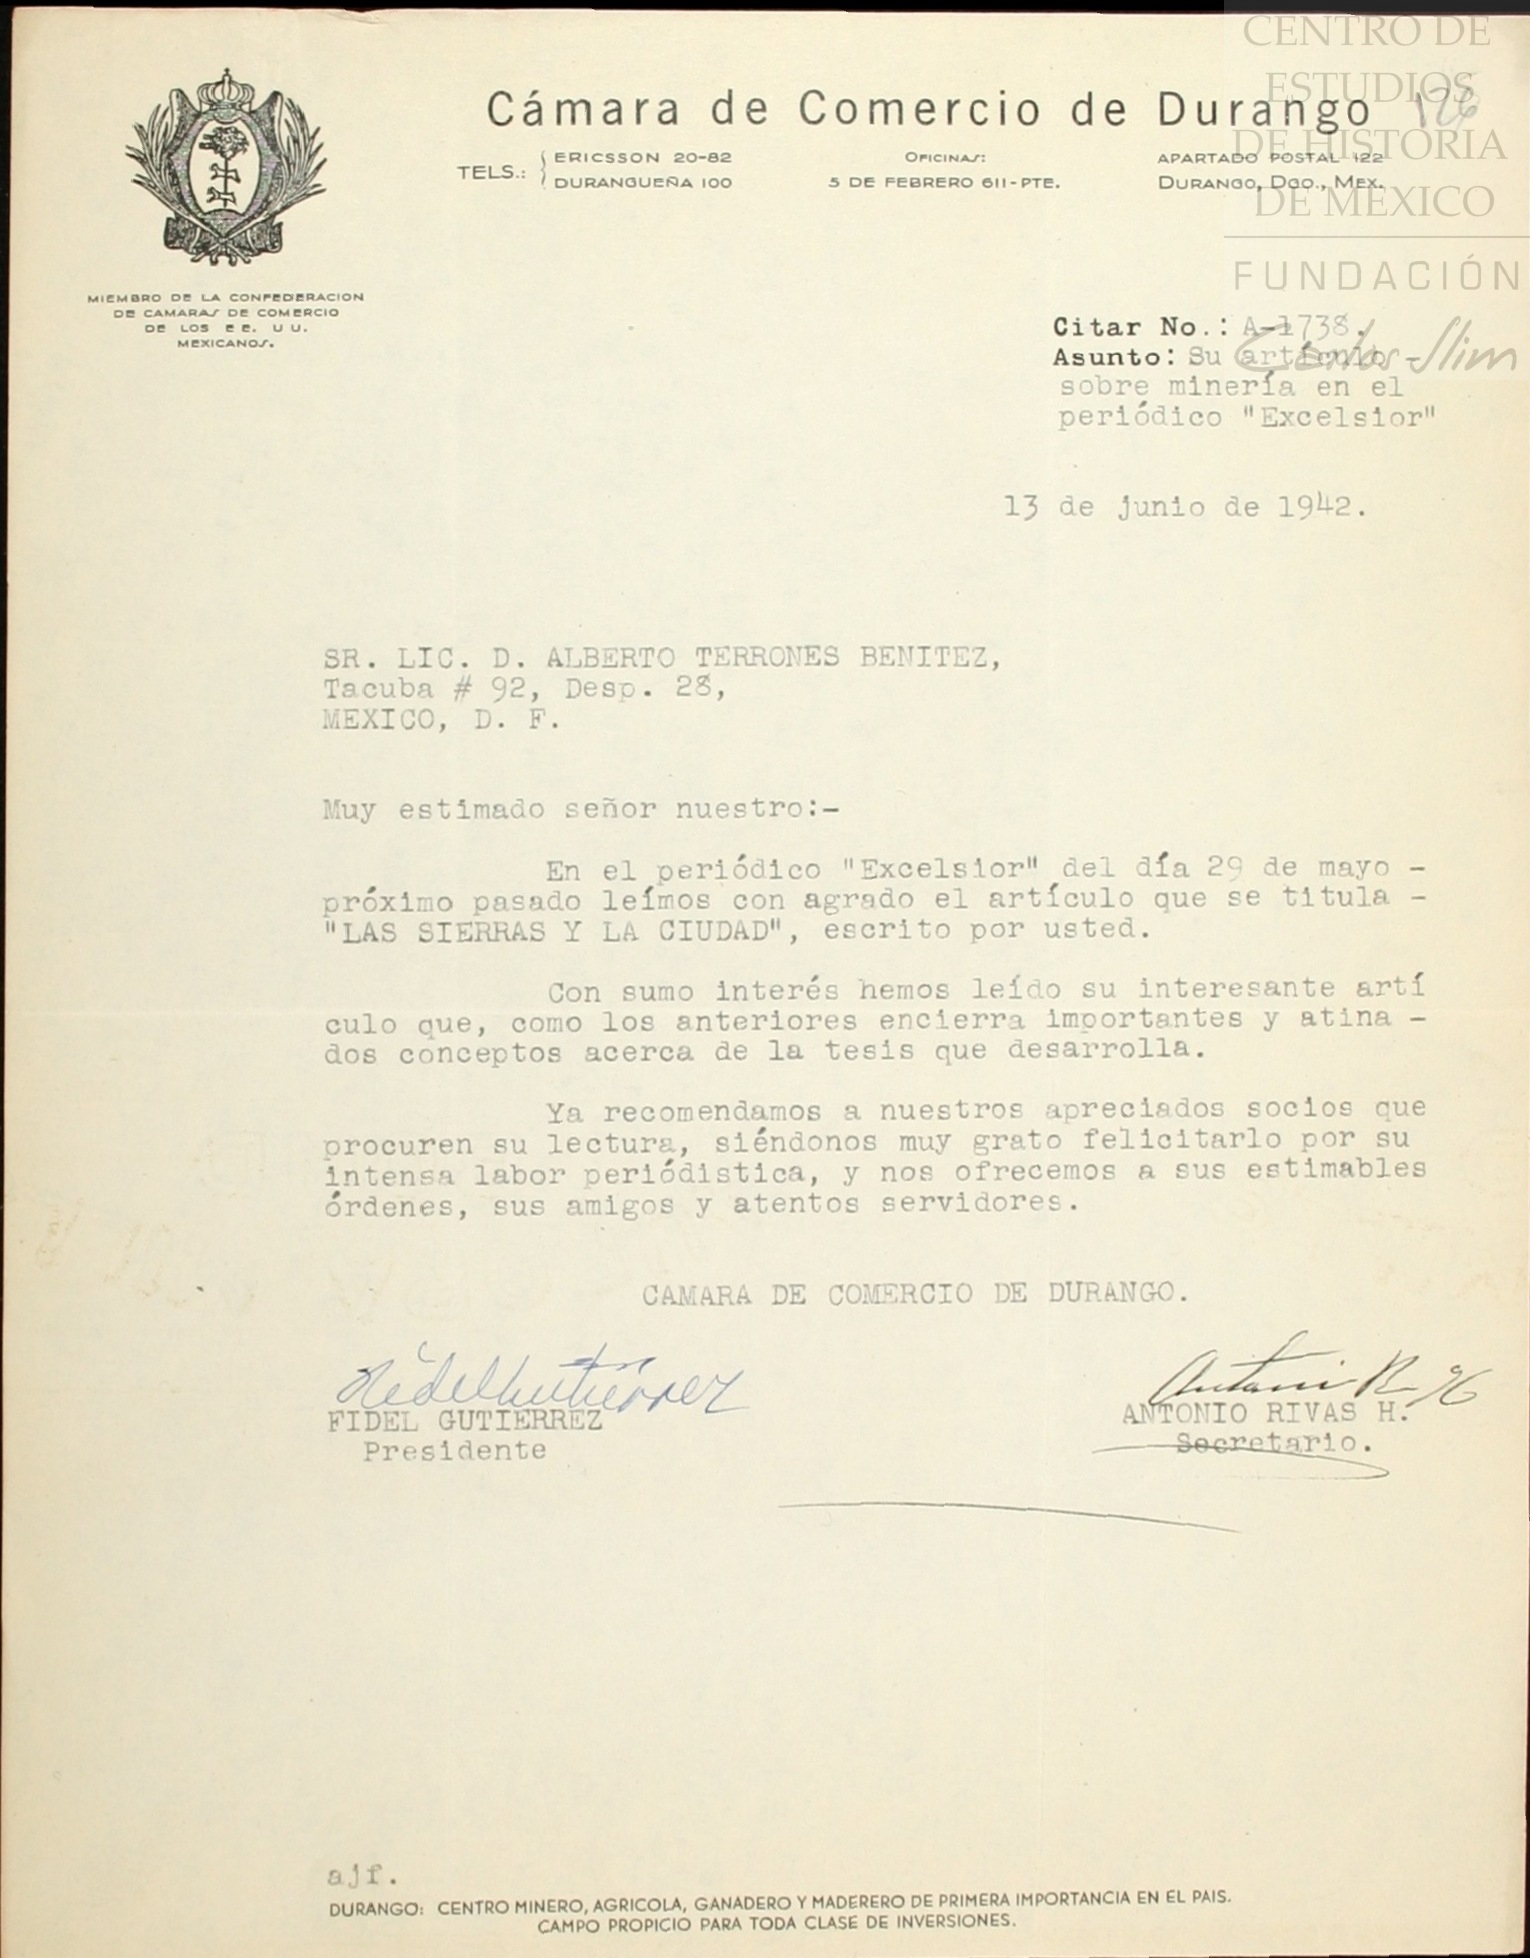 CENTRO DE
ESTUDIOS
DE HISTORIA
DE MÉXICO
FUNDACIÓN
Carlos Slim
126
Cámara de Comercio de Durango
TELS.: ERICSSON 20-82
DURANGUEÑA 100
OFICINAS:
5 DE FEBRERO 611-PTE.
APARTADO POSTAL 122
DURANGO, DGO., MEX.
MIEMBRO DE LA CONFEDERACION
DE CAMARAS DE COMERCIO
DE LOS EE. UU.
MEXICANOS.
Citar No.: A-1738.
Asunto: Su artículo -
sobre minería en el
periódico "Excelsior"
13 de junio de 1942.
SR. LIC. D. ALBERTO TERRONES BENITEZ,
Tacuba # 92, Desp. 28,
MEXICO, D. F.
Muy estimado señor nuestro:-
En el periódico "Excelsior" del día 29 de mayo -
próximo pasado leímos con agrado el artículo que se titula -
"LAS SIERRAS Y LA CIUDAD", escrito por usted.
Con sumo interés hemos leído su interesante artí
culo que, como los anteriores encierra importantes y atina -
dos conceptos acerca de la tesis que desarrolla.
Ya recomendamos a nuestros apreciados socios que
procuren su lectura, siéndonos muy grato felicitarlo por su
intensa labor periódistica, y nos ofrecemos a sus estimables
órdenes, sus amigos y atentos servidores.
CAMARA DE COMERCIO DE DURANGO.
Fidel Gutiérrez
FIDEL GUTIERREZ
Presidente
Antonio R H
ANTONIO RIVAS H.
Secretario.
ajf.
DURANGO: CENTRO MINERO, AGRICOLA, GANADERO Y MADERERO DE PRIMERA IMPORTANCIA EN EL PAIS.
CAMPO PROPICIO PARA TODA CLASE DE INVERSIONES.